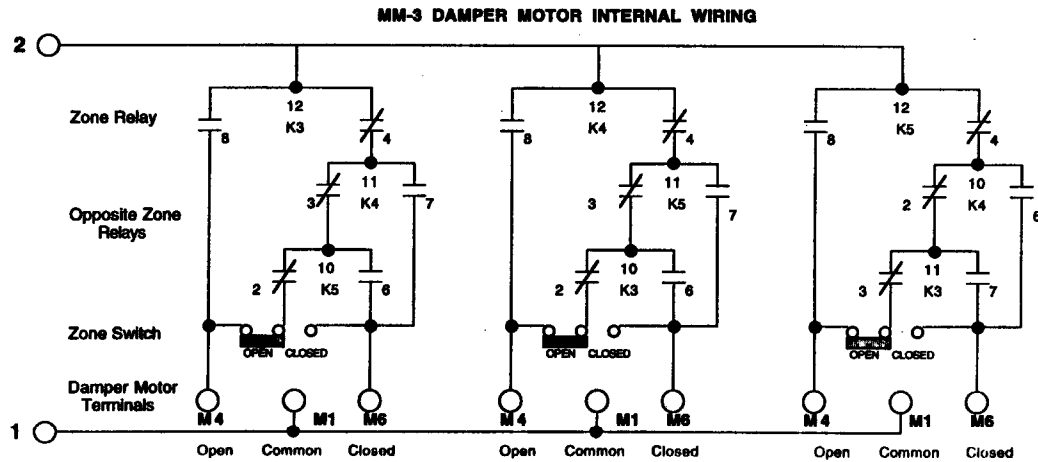 MM-3 DAMPER MOTOR INTERNAL WIRING
2
Zone Relay
8
12
K3
4
8
12
K4
4
8
12
K5
4
Opposite Zone
Relays
3
11
K4
7
3
11
K5
7
2
10
K4
6
2
10
K5
6
2
10
K3
6
3
11
K3
7
Zone Switch
OPEN CLOSED
OPEN CLOSED
OPEN CLOSED
Damper Motor
Terminals
M4 M1 M6
M4 M1 M6
M4 M1 M6
1
Open Common Closed
Open Common Closed
Open Common Closed